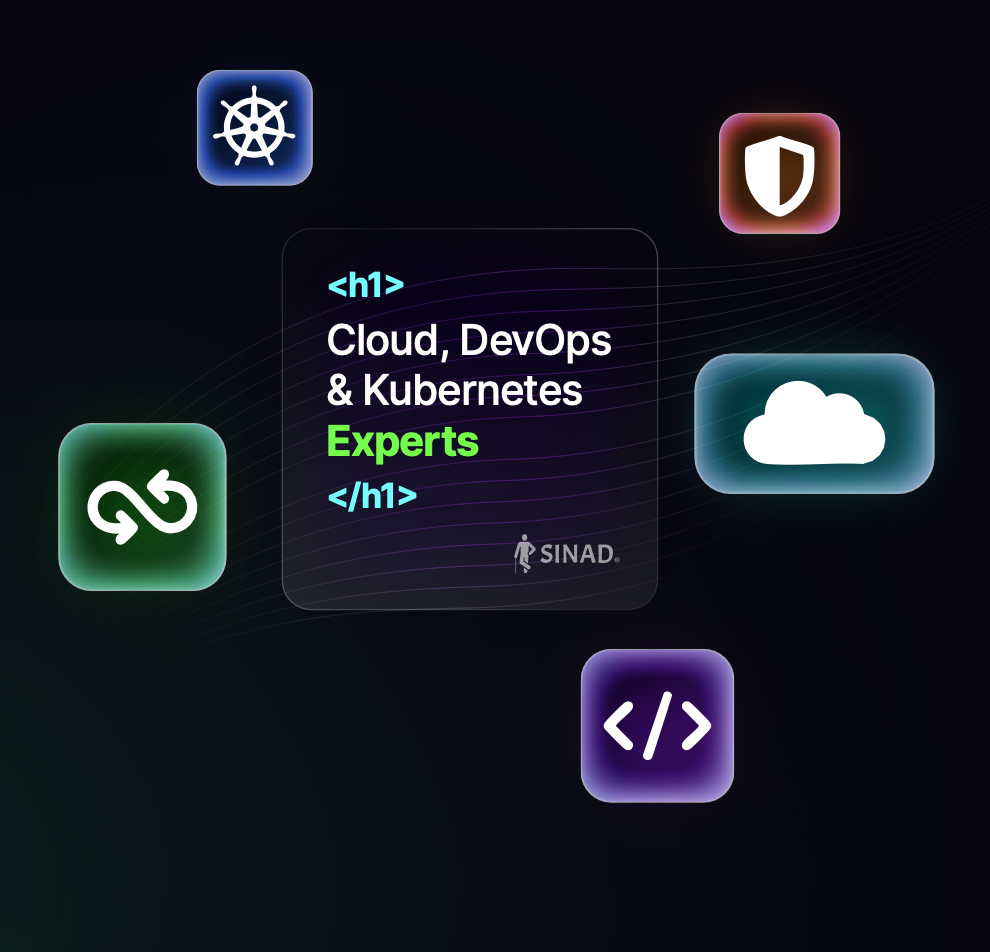 <h1>
Cloud, DevOps
& Kubernetes
Experts
</h1>
SINAD®